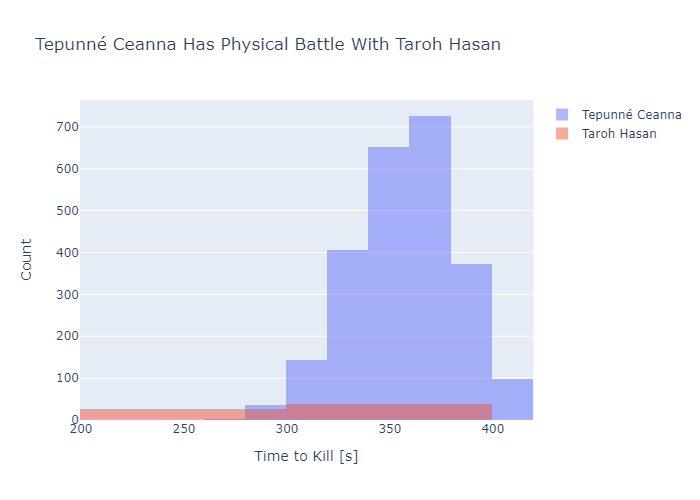 Tepunné Ceanna Has Physical Battle With Taroh Hasan
Tepunné Ceanna
Taroh Hasan
700
600
500
400
300
200
100
0
Count
200 250 300 350 400
Time to Kill [s]